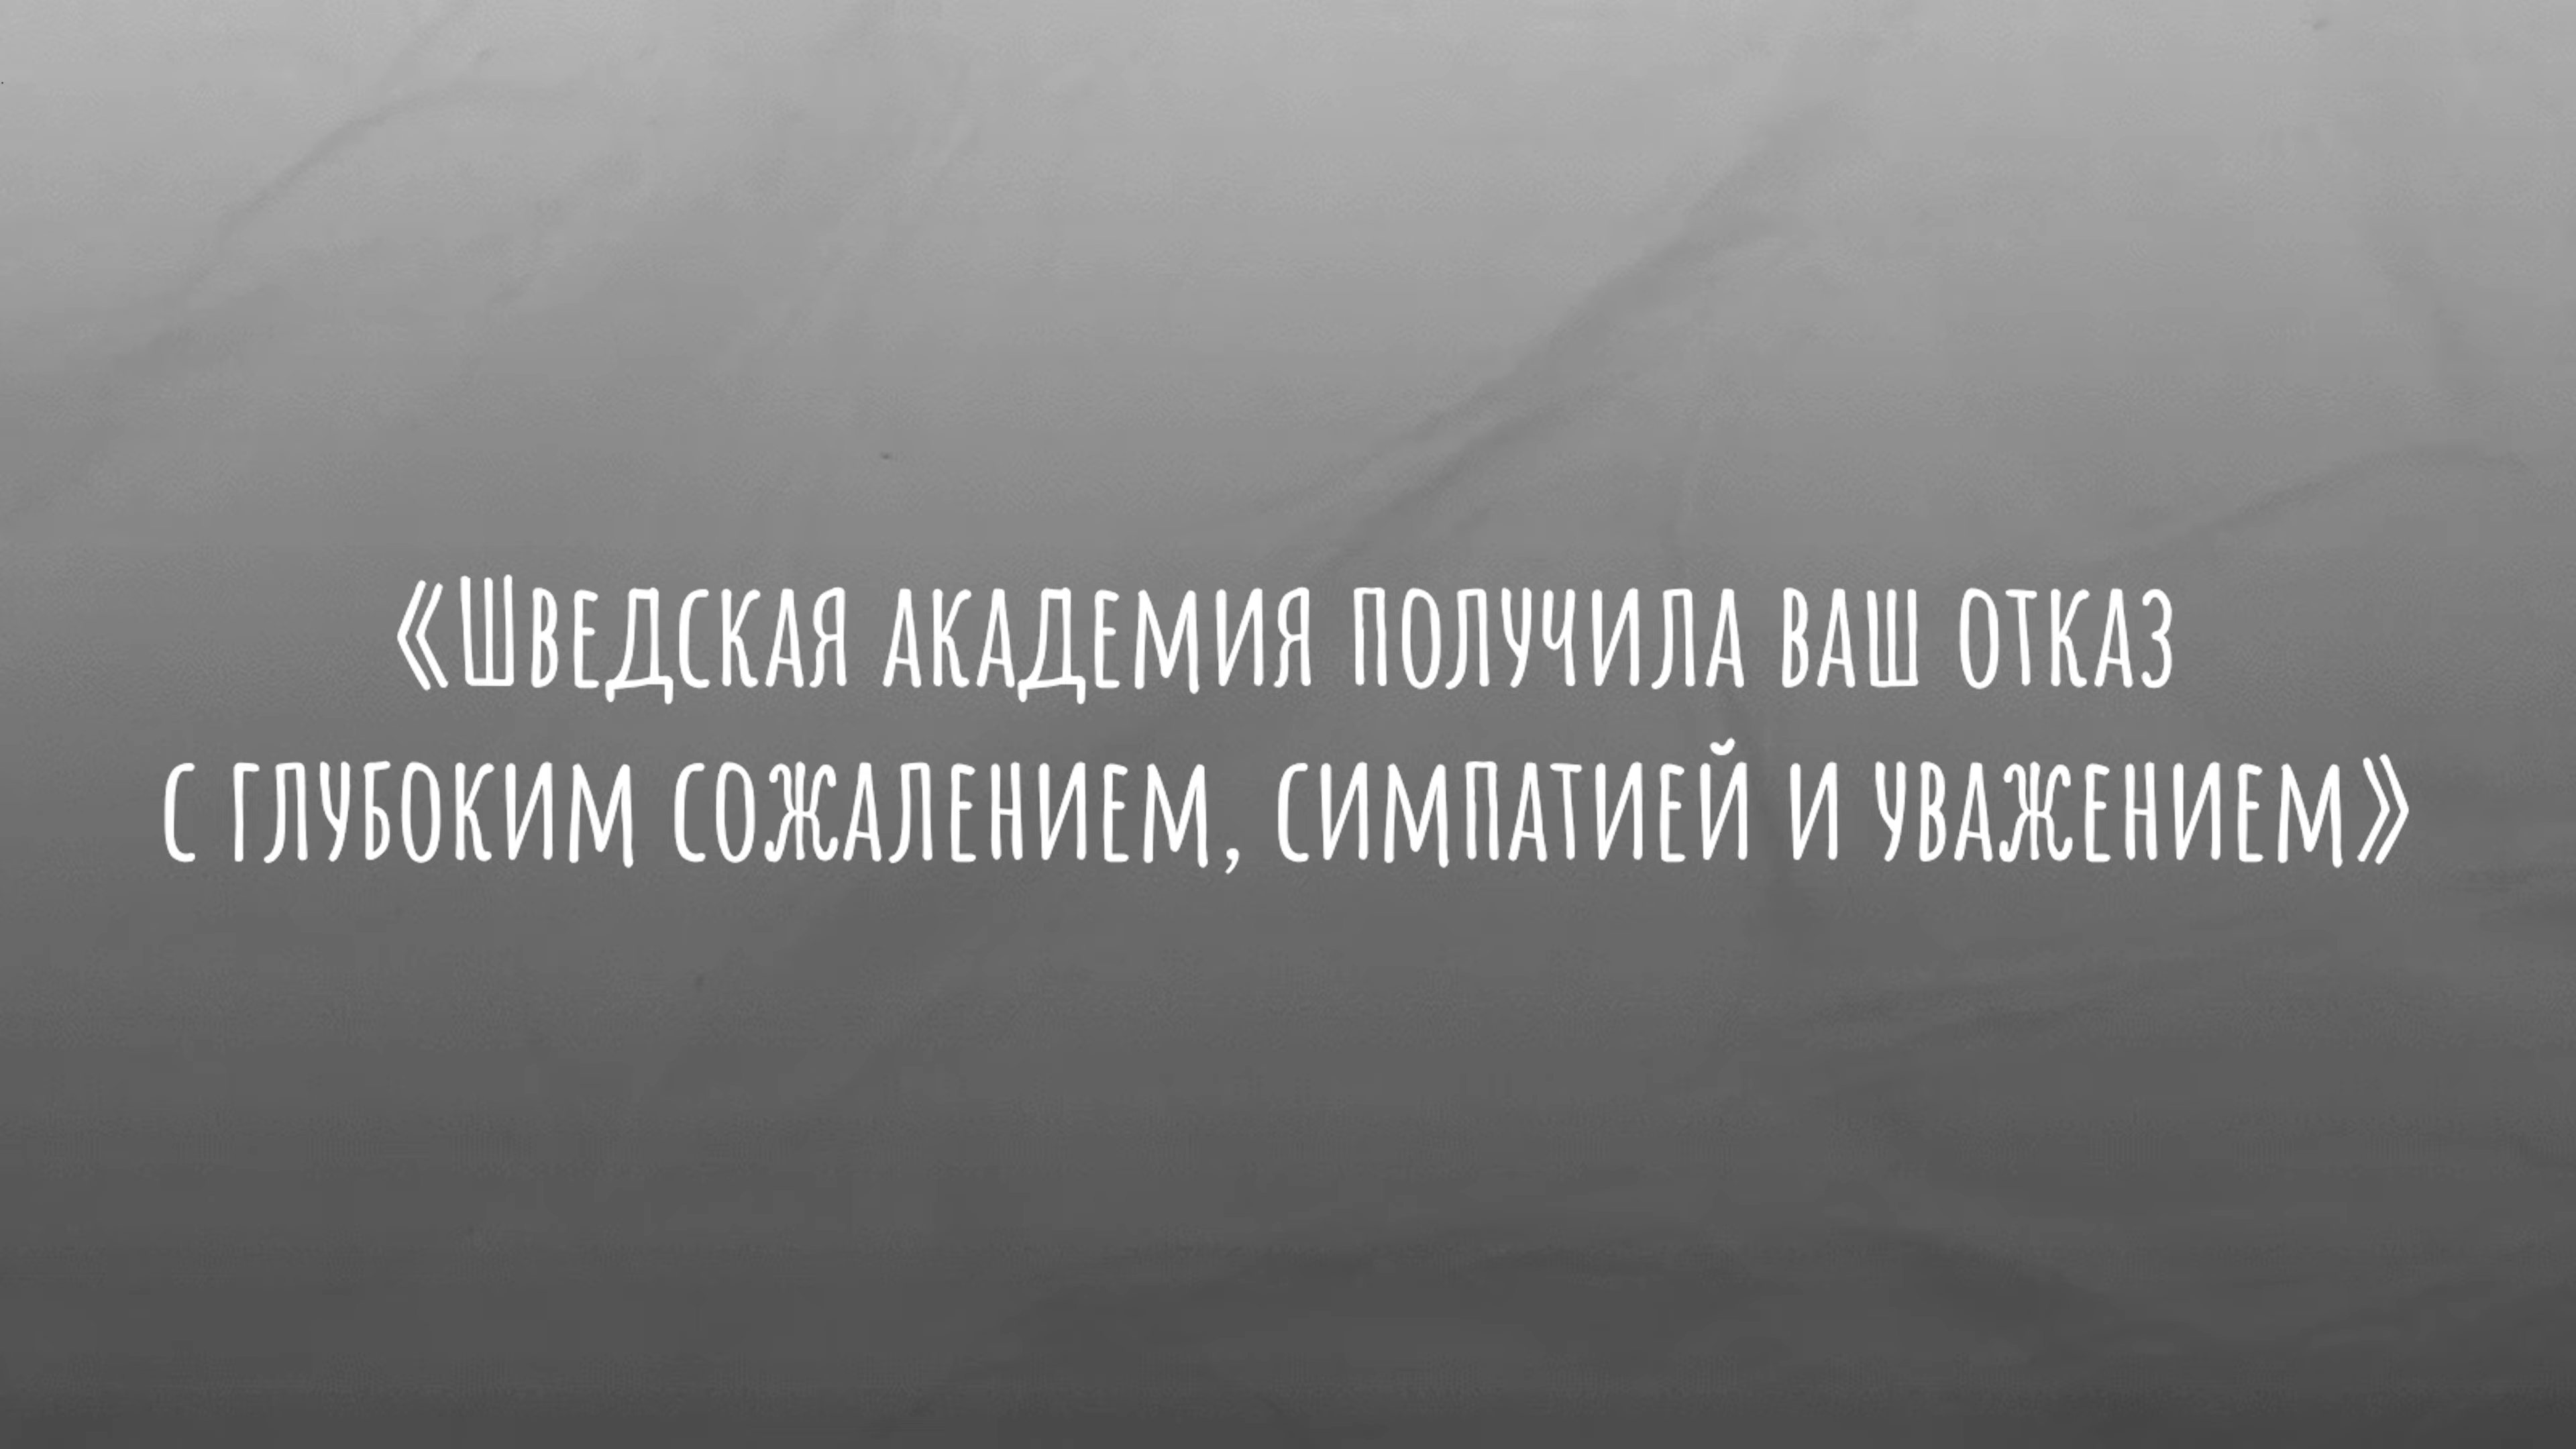 «Шведская академия получила ваш отказ
с глубоким сожалением, симпатией и уважением»